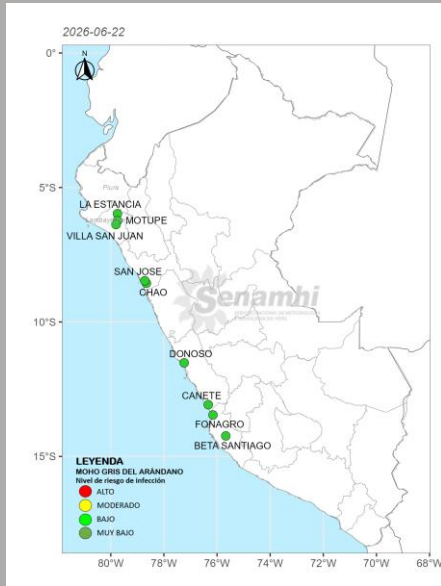 2026-06-22
N
0°
5°S
10°S
15°S
Piura
LA ESTANCIA
MOTUPE
VILLA SAN JUAN
SAN JOSE
CHAO
Senamhi
DONOSO
CANETE
FONAGRO
BETA SANTIAGO
LEYENDA
MOHO GRIS DEL ARÁNDANO
Nivel de riesgo de infección
ALTO
MODERADO
BAJO
MUY BAJO
80°W
78°W
76°W
74°W
72°W
70°W
68°W